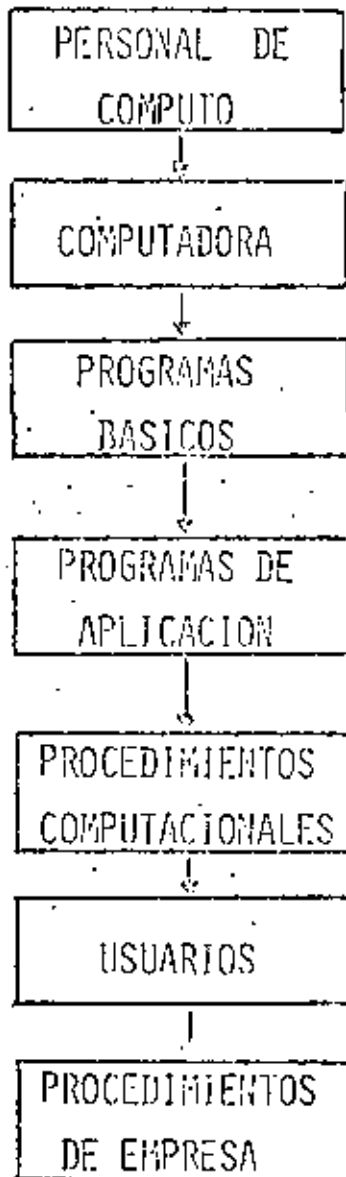 PERSONAL DE
COMPUTO
COMPUTADORA
PROGRAMAS
BASICOS
PROGRAMAS DE
APLICACION
PROCEDIMIENTOS
COMPUTACIONALES
USUARIOS
PROCEDIMIENTOS
DE EMPRESA